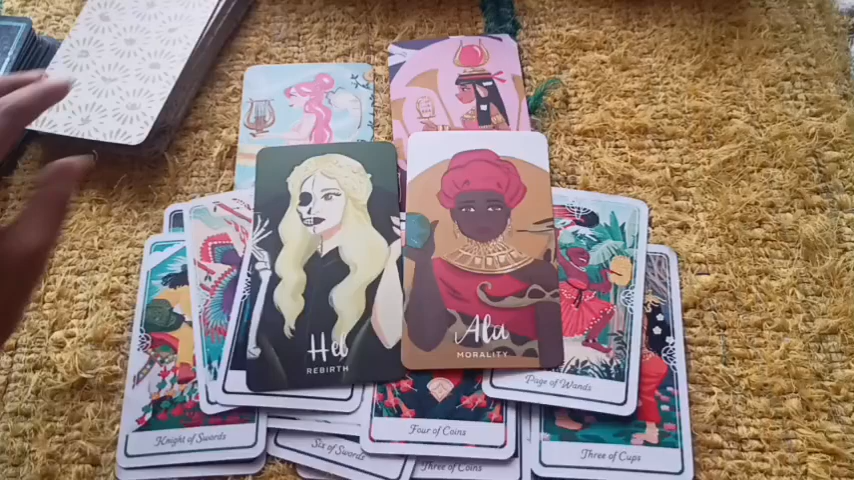 Hel
REBIRTH
Ala
MORALITY
Page of Wands
Knight of Swords
Four of Coins
Six of Swords
Three of Coins
Three of Cups